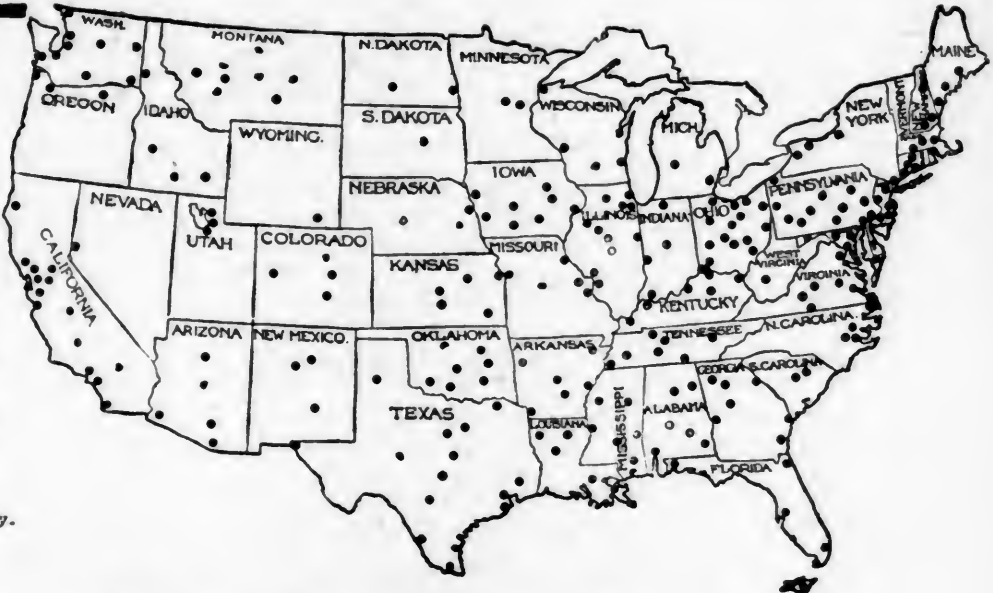 WASH.
MONTANA
N. DAKOTA
MINNESOTA
MAINE
OREGON
IDAHO
WYOMING.
S. DAKOTA
WISCONSIN
MICH.
NEW YORK
VERMONT
NEW
NEBRASKA
IOWA
PENNSYLVANIA
NEVADA
UTAH
COLORADO
ILLINOIS
INDIANA
OHIO
CALIFORNIA
KANSAS
MISSOURI
WEST VIRGINIA
VIRGINIA
KENTUCKY
ARIZONA
NEW MEXICO.
OKLAHOMA
ARKANSAS
TENNESSEE
N. CAROLINA.
GEORGIA
S. CAROLINA
TEXAS
LOUISIANA
MISSISSIPPI
ALABAMA
FLORIDA
y.